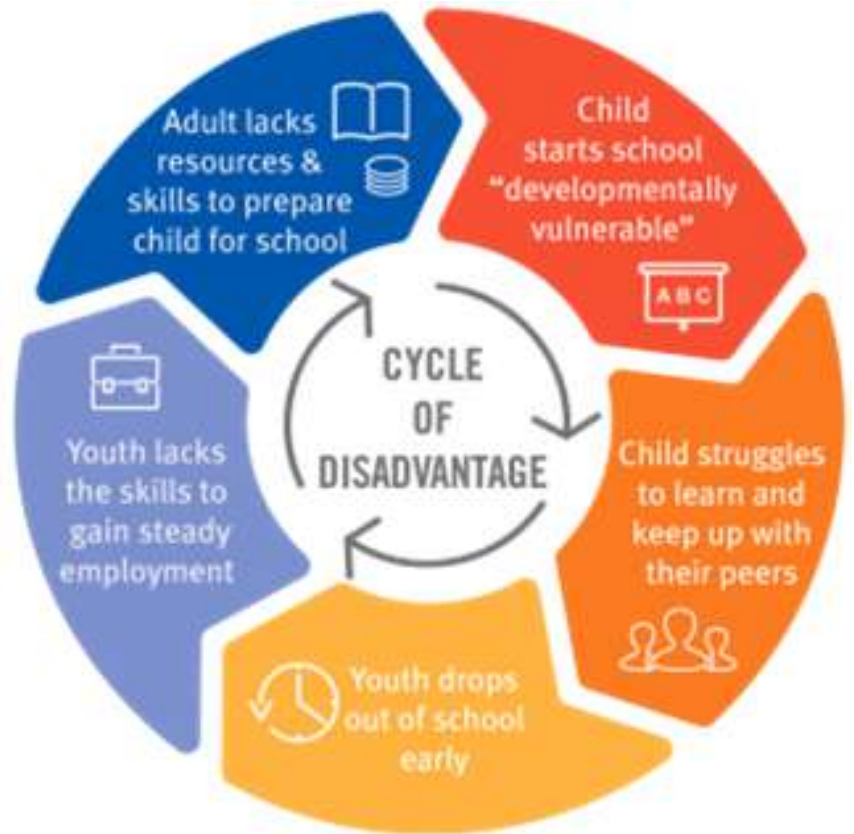 CYCLE
OF
DISADVANTAGE
Adult lacks
resources &
skills to prepare
child for school
Child
starts school
“developmentally
vulnerable”
ABC
Child struggles
to learn and
keep up with
their peers
Youth drops
out of school
early
Youth lacks
the skills to
gain steady
employment